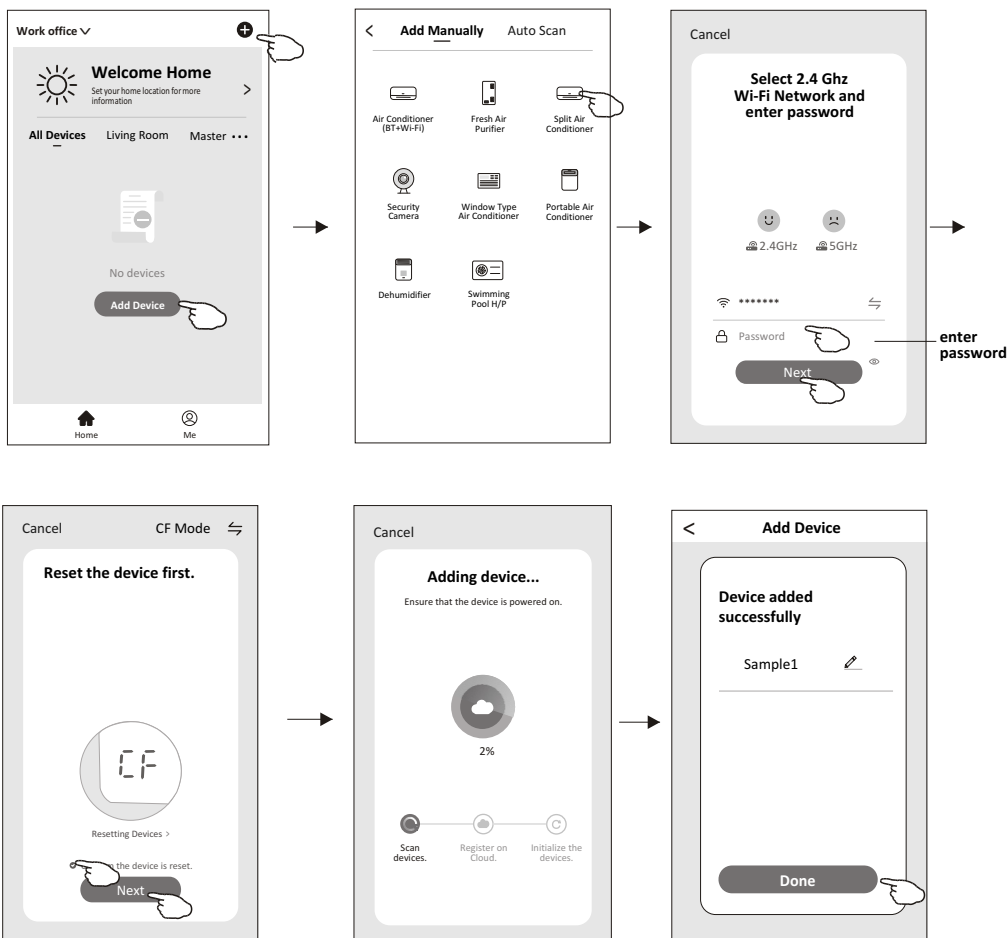 Work office
Welcome Home
Set your home location for more
information
All Devices Living Room Master
No devices
Add Device
Home Me
Add Manually Auto Scan
Air Conditioner
(BT+Wi-Fi)
Fresh Air
Purifier
Split Air
Conditioner
Security
Camera
Window Type
Air Conditioner
Portable Air
Conditioner
Dehumidifier
Swimming
Pool H/P
Cancel
Select 2.4 Ghz
Wi-Fi Network and
enter password
2.4GHz 5GHz
*******
Password
Next
enter
password
Cancel CF Mode
Reset the device first.
CF
Resetting Devices >
the device is reset.
Next
Cancel
Adding device...
Ensure that the device is powered on.
2%
Scan
devices.
Register on
Cloud.
Initialize the
devices.
< Add Device
Device added
successfully
Sample1
Done